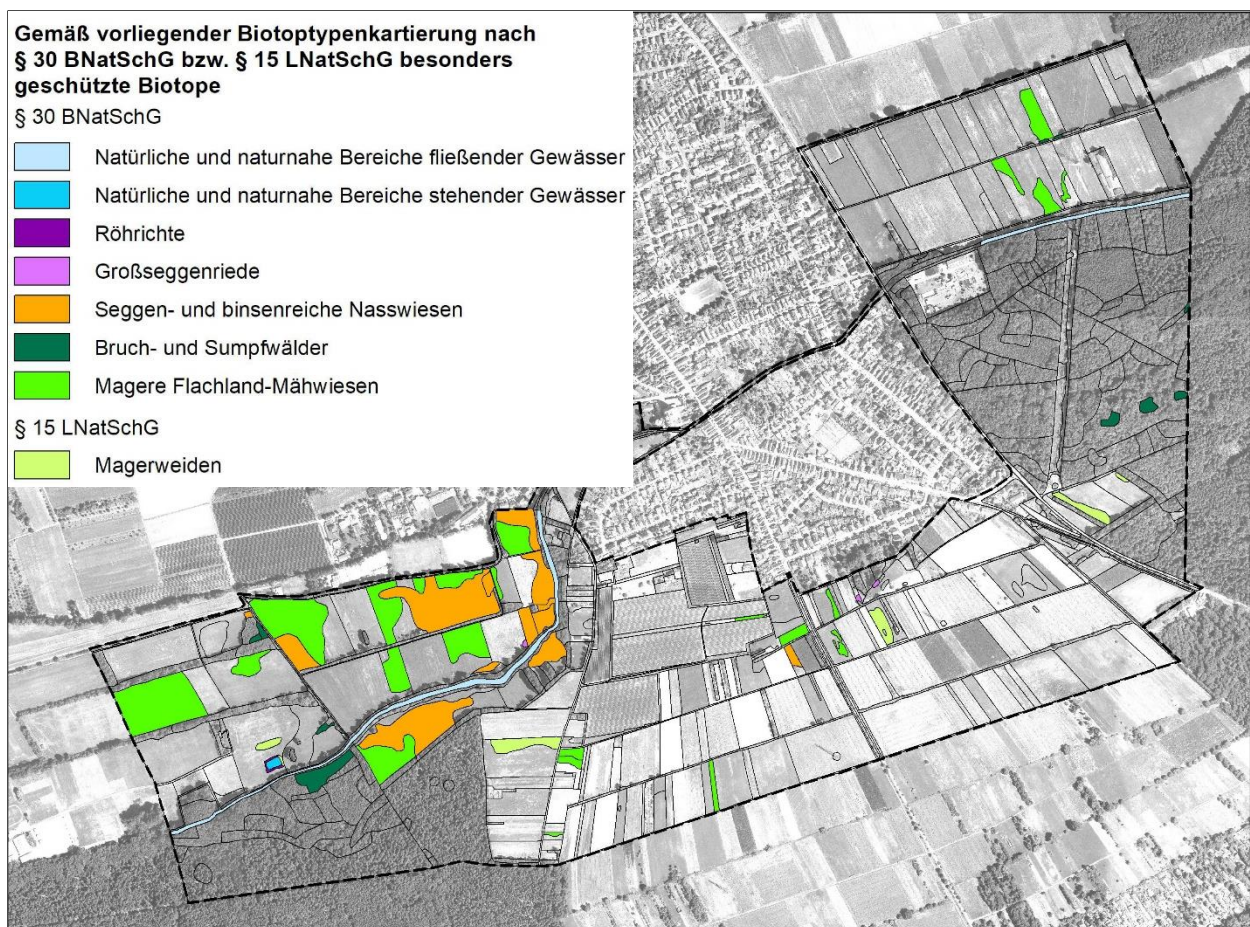 Gemäß vorliegender Biotoptypenkartierung nach
§ 30 BNatSchG bzw. § 15 LNatSchG besonders
geschützte Biotope
§ 30 BNatSchG
Natürliche und naturnahe Bereiche fließender Gewässer
Natürliche und naturnahe Bereiche stehender Gewässer
Röhrichte
Großseggenriede
Seggen- und binsenreiche Nasswiesen
Bruch- und Sumpfwälder
Magere Flachland-Mähwiesen
§ 15 LNatSchG
Magerweiden